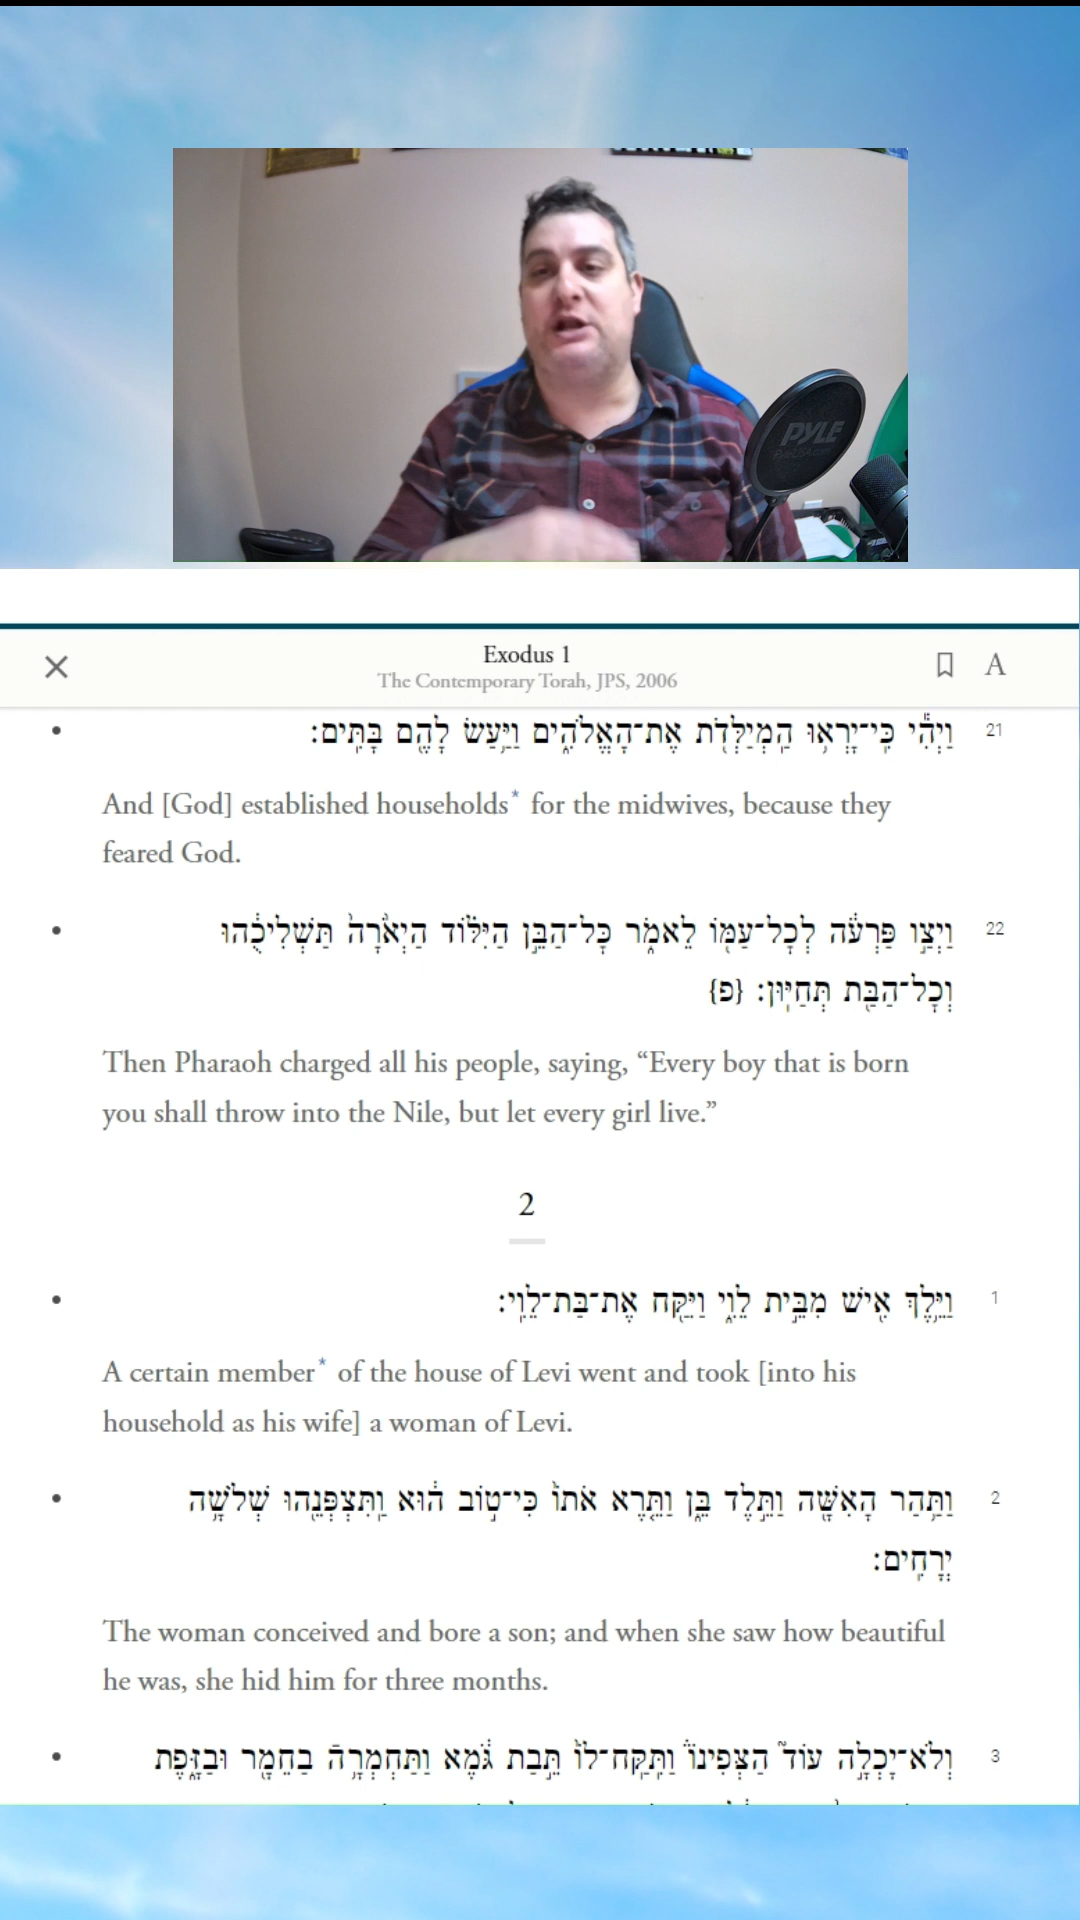 PYLE
PyleUSA.com
Exodus 1
The Contemporary Torah, JPS, 2006
A
21
וַיְהִ֕י כִּֽי־יָרְא֥וּ הַֽמְיַלְּדֹ֖ת אֶת־הָאֱלֹהִ֑ים וַיַּ֥עַשׂ לָהֶ֖ם בָּתִּֽים׃
And [God] established households* for the midwives, because they
feared God.
22
וַיְצַ֣ו פַּרְעֹ֔ה לְכׇל־עַמּ֖וֹ לֵאמֹ֑ר כׇּל־הַבֵּ֣ן הַיִּלּ֗וֹד הַיְאֹ֙רָה֙ תַּשְׁלִיכֻ֔הוּ
וְכׇל־הַבַּ֖ת תְּחַיּֽוּן׃ {פ}
Then Pharaoh charged all his people, saying, “Every boy that is born
you shall throw into the Nile, but let every girl live.”
2
1
וַיֵּ֥לֶךְ אִ֖ישׁ מִבֵּ֣ית לֵוִ֑י וַיִּקַּ֖ח אֶת־בַּת־לֵוִֽי׃
A certain member* of the house of Levi went and took [into his
household as his wife] a woman of Levi.
2
וַתַּ֥הַר הָאִשָּׁ֖ה וַתֵּ֣לֶד בֵּ֑ן וַתֵּ֤רֶא אֹתוֹ֙ כִּי־ט֣וֹב ה֔וּא וַֽתִּצְפְּנֵ֖הוּ שְׁלֹשָׁ֥ה
יְרָחִֽים׃
The woman conceived and bore a son; and when she saw how beautiful
he was, she hid him for three months.
3
וְלֹא־יָכְלָ֣ה עוֹד֮ הַצְּפִינוֹ֒ וַתִּֽקַּֽח־לוֹ֙ תֵּ֣בַת גֹּ֔מֶא וַתַּחְמְרָ֥הֿ בַחֵמָ֖ר וּבַזָּ֑פֶת